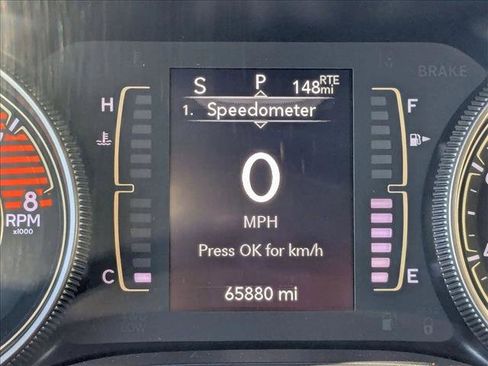 S P 148 RTE mi
1. Speedometer
0
MPH
Press OK for km/h
65880 mi
H
C
F
E
BRAKE
8
RPM
x1000